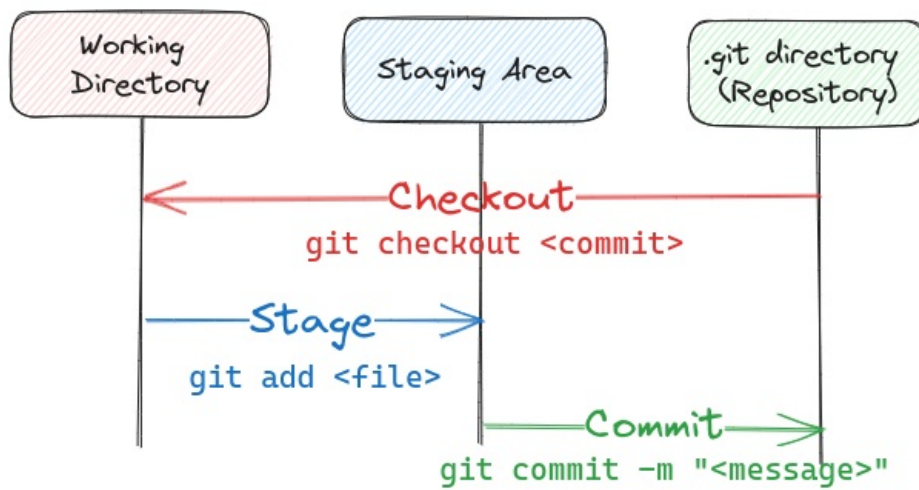 Working
Directory
Staging Area
.git directory
(Repository)
Checkout
git checkout <commit>
Stage
git add <file>
Commit
git commit -m "<message>"